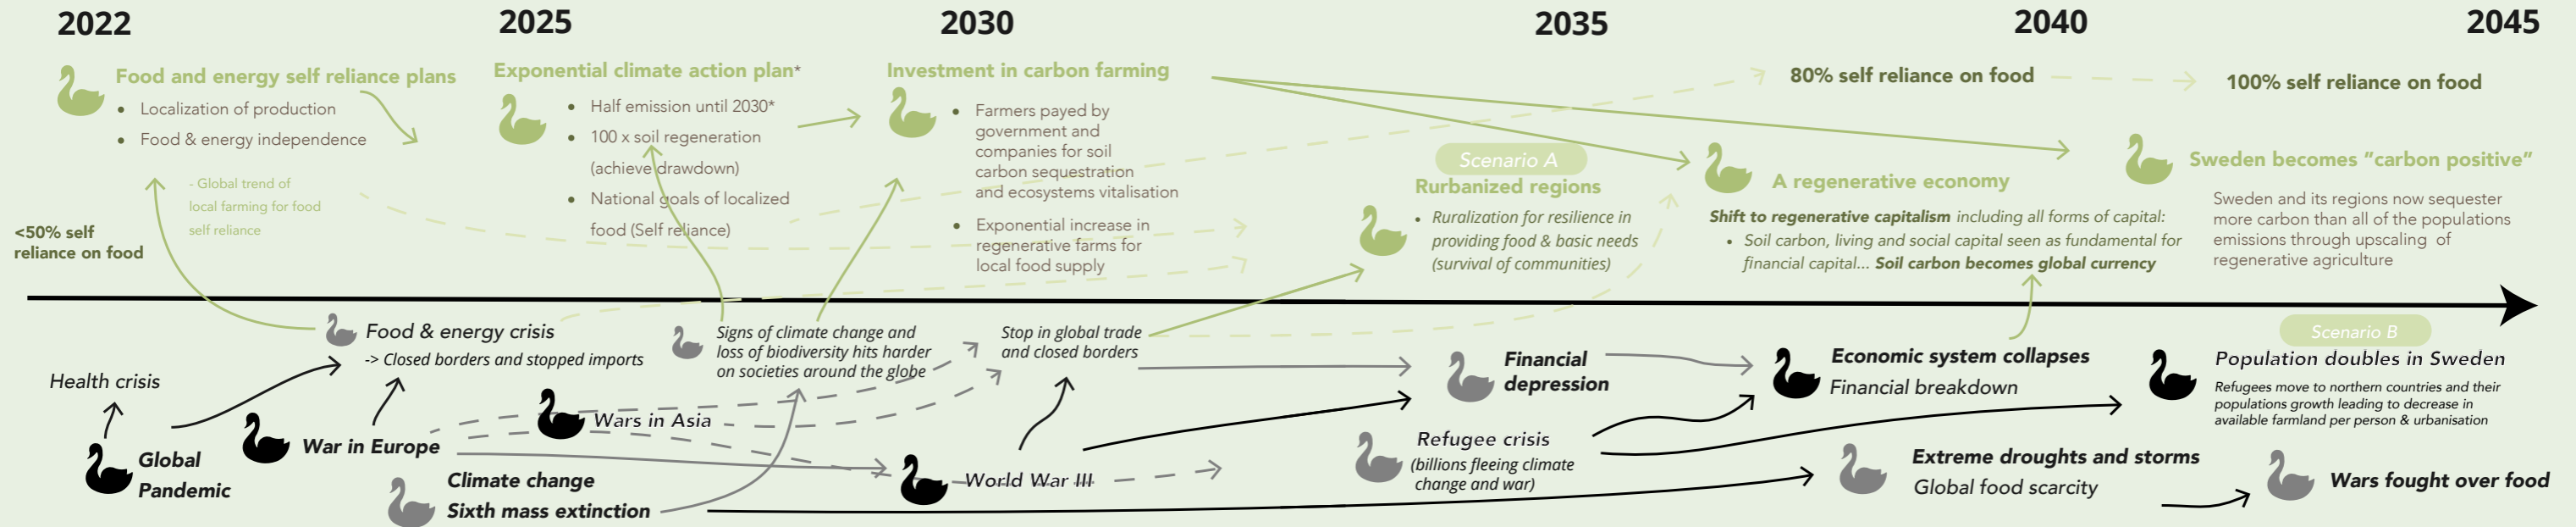 2022
2025
2030
2035
2040
2045
Food and energy self reliance plans
• Localization of production
• Food & energy independence
- Global trend of
local farming for food
self reliance
<50% self
reliance on food
Exponential climate action plan*
• Half emission until 2030*
• 100 x soil regeneration
(achieve drawdown)
• National goals of localized
food (Self reliance)
Investment in carbon farming
• Farmers payed by
government and
companies for soil
carbon sequestration
and ecosystems vitalisation
• Exponential increase in
regenerative farms for
local food supply
Scenario A
Rurbanized regions
• Ruralization for resilience in
providing food & basic needs
(survival of communities)
80% self reliance on food
A regenerative economy
Shift to regenerative capitalism including all forms of capital:
• Soil carbon, living and social capital seen as fundamental for
financial capital... Soil carbon becomes global currency
100% self reliance on food
Sweden becomes "carbon positive"
Sweden and its regions now sequester
more carbon than all of the populations
emissions through upscaling of
regenerative agriculture
Food & energy crisis
-> Closed borders and stopped imports
Health crisis
Global
Pandemic
War in Europe
Climate change
Sixth mass extinction
Signs of climate change and
loss of biodiversity hits harder
on societies around the globe
Wars in Asia
Stop in global trade
and closed borders
World War III
Financial
depression
Refugee crisis
(billions fleeing climate
change and war)
Economic system collapses
Financial breakdown
Extreme droughts and storms
Global food scarcity
Scenario B
Population doubles in Sweden
Refugees move to northern countries and their
populations growth leading to decrease in
available farmland per person & urbanisation
Wars fought over food